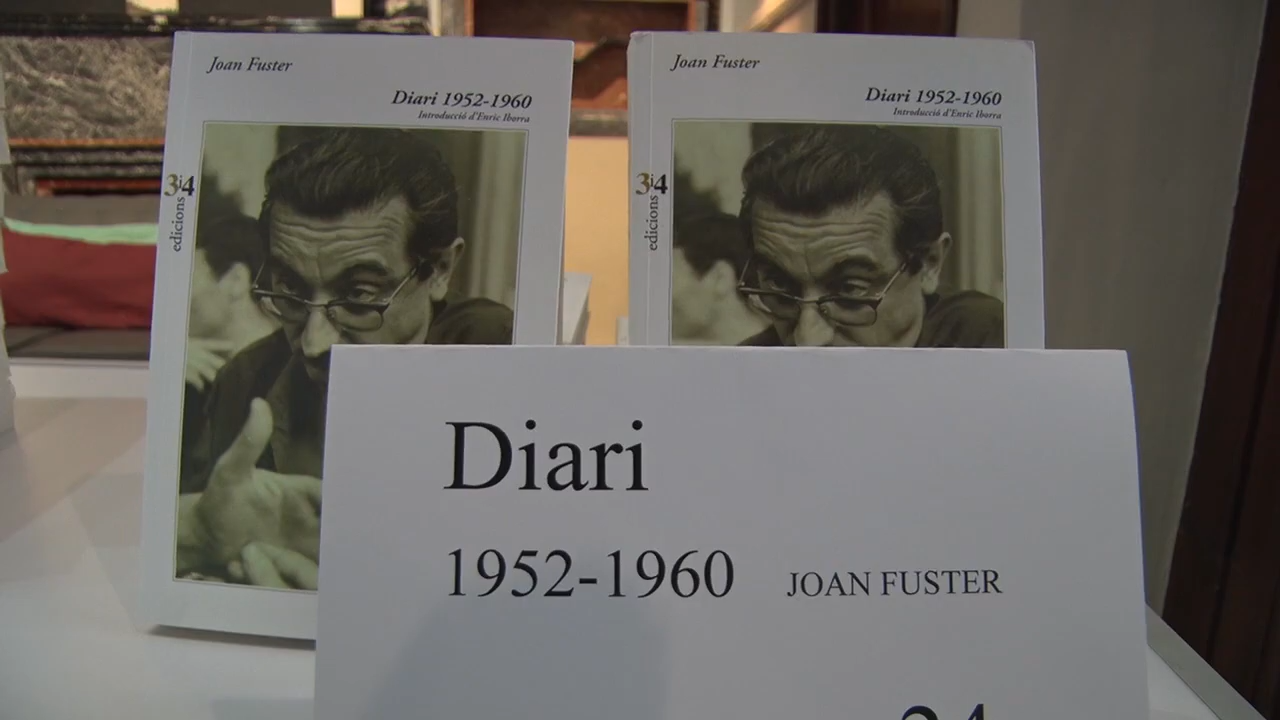 Joan Fuster
Diari 1952-1960
Introducció d'Enric Iborra
3i4
edicions
Joan Fuster
Diari 1952-1960
Introducció d'Enric Iborra
3i4
edicions
Diari
1952-1960 JOAN FUSTER